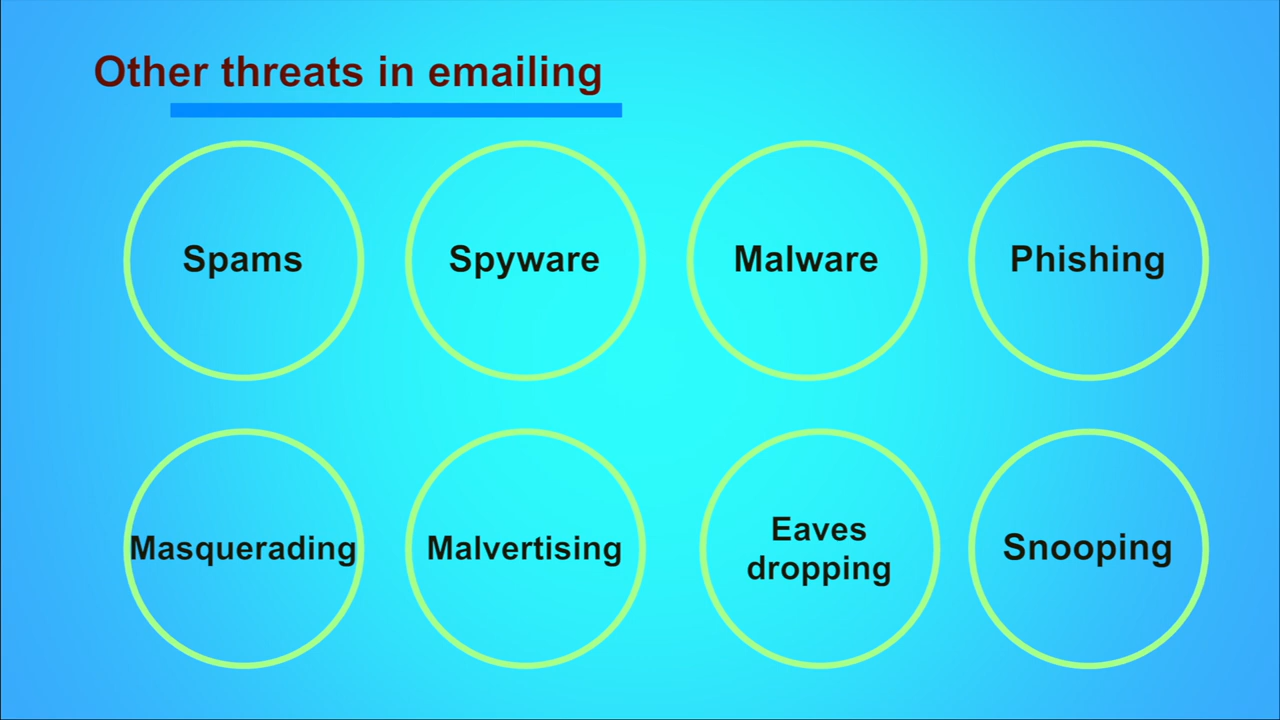 Other threats in emailing
Spams
Spyware
Malware
Phishing
Masquerading
Malvertising
Eaves
dropping
Snooping